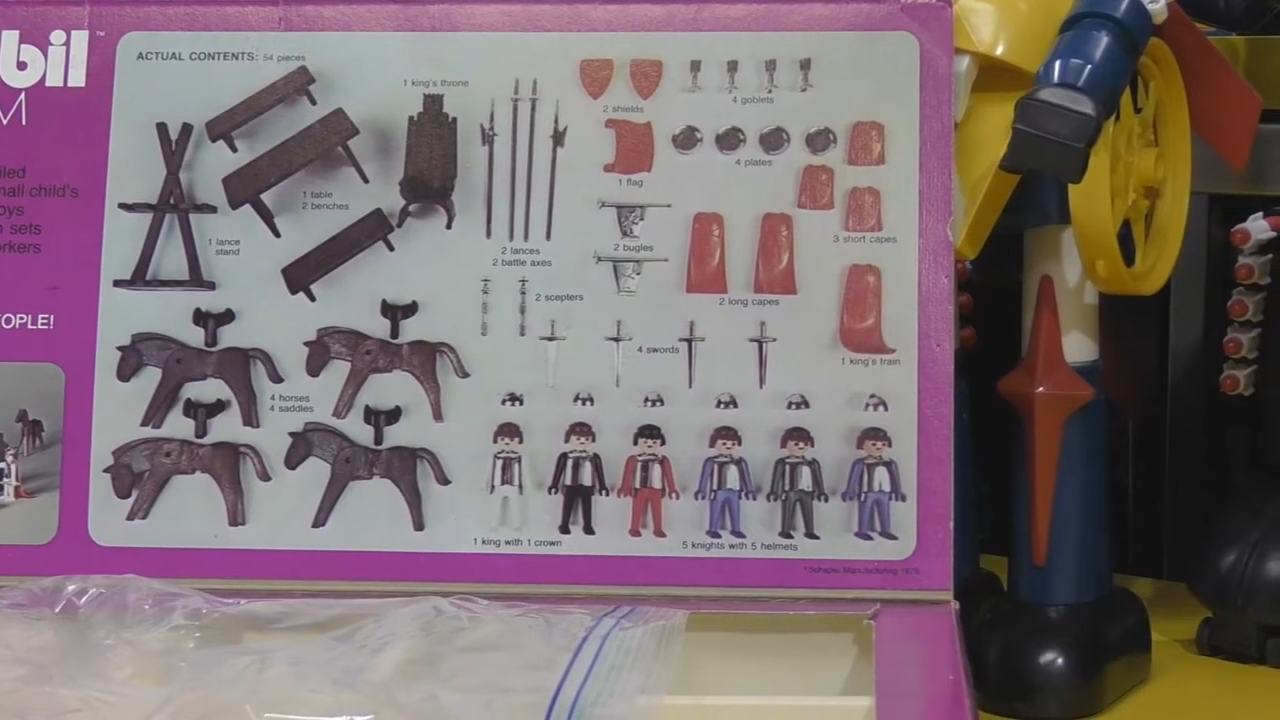 bil™
M
iled
mall child's
oys
sets
rkers
OPLE!
ACTUAL CONTENTS: 54 pieces
1 king's throne
2 shields
4 goblets
1 flag
4 plates
1 table
2 benches
3 short capes
1 lance
stand
2 lances
2 battle axes
2 bugles
2 scepters
2 long capes
4 swords
1 king's train
4 horses
4 saddles
1 king with 1 crown
5 knights with 5 helmets
Schaper Manufacturing